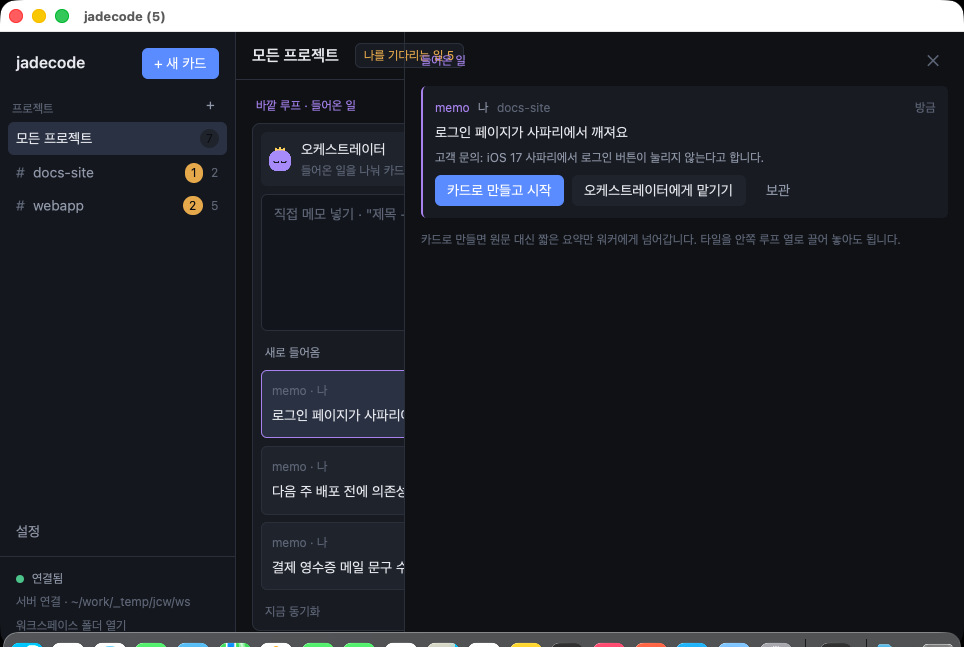 jadecode (5)
jadecode
+ 새 카드
프로젝트
+
모든 프로젝트 7
# docs-site 1 2
# webapp 2 5
설정
연결됨
서버 연결 · ~/work/_temp/jcw/ws
워크스페이스 폴더 열기
모든 프로젝트
나를 기다리는 일 5
바깥 루프 · 들어온 일
오케스트레이터
들어온 일을 나눠 카드
직접 메모 넣기 · "제목 -
새로 들어옴
memo · 나
로그인 페이지가 사파리에
memo · 나
다음 주 배포 전에 의존성
memo · 나
결제 영수증 메일 문구 수
지금 동기화
들어온 일
memo 나 docs-site 방금
로그인 페이지가 사파리에서 깨져요
고객 문의: iOS 17 사파리에서 로그인 버튼이 눌리지 않는다고 합니다.
카드로 만들고 시작 오케스트레이터에게 맡기기 보관
카드로 만들면 원문 대신 짧은 요약만 워커에게 넘어갑니다. 타일을 안쪽 루프 열로 끌어 놓아도 됩니다.